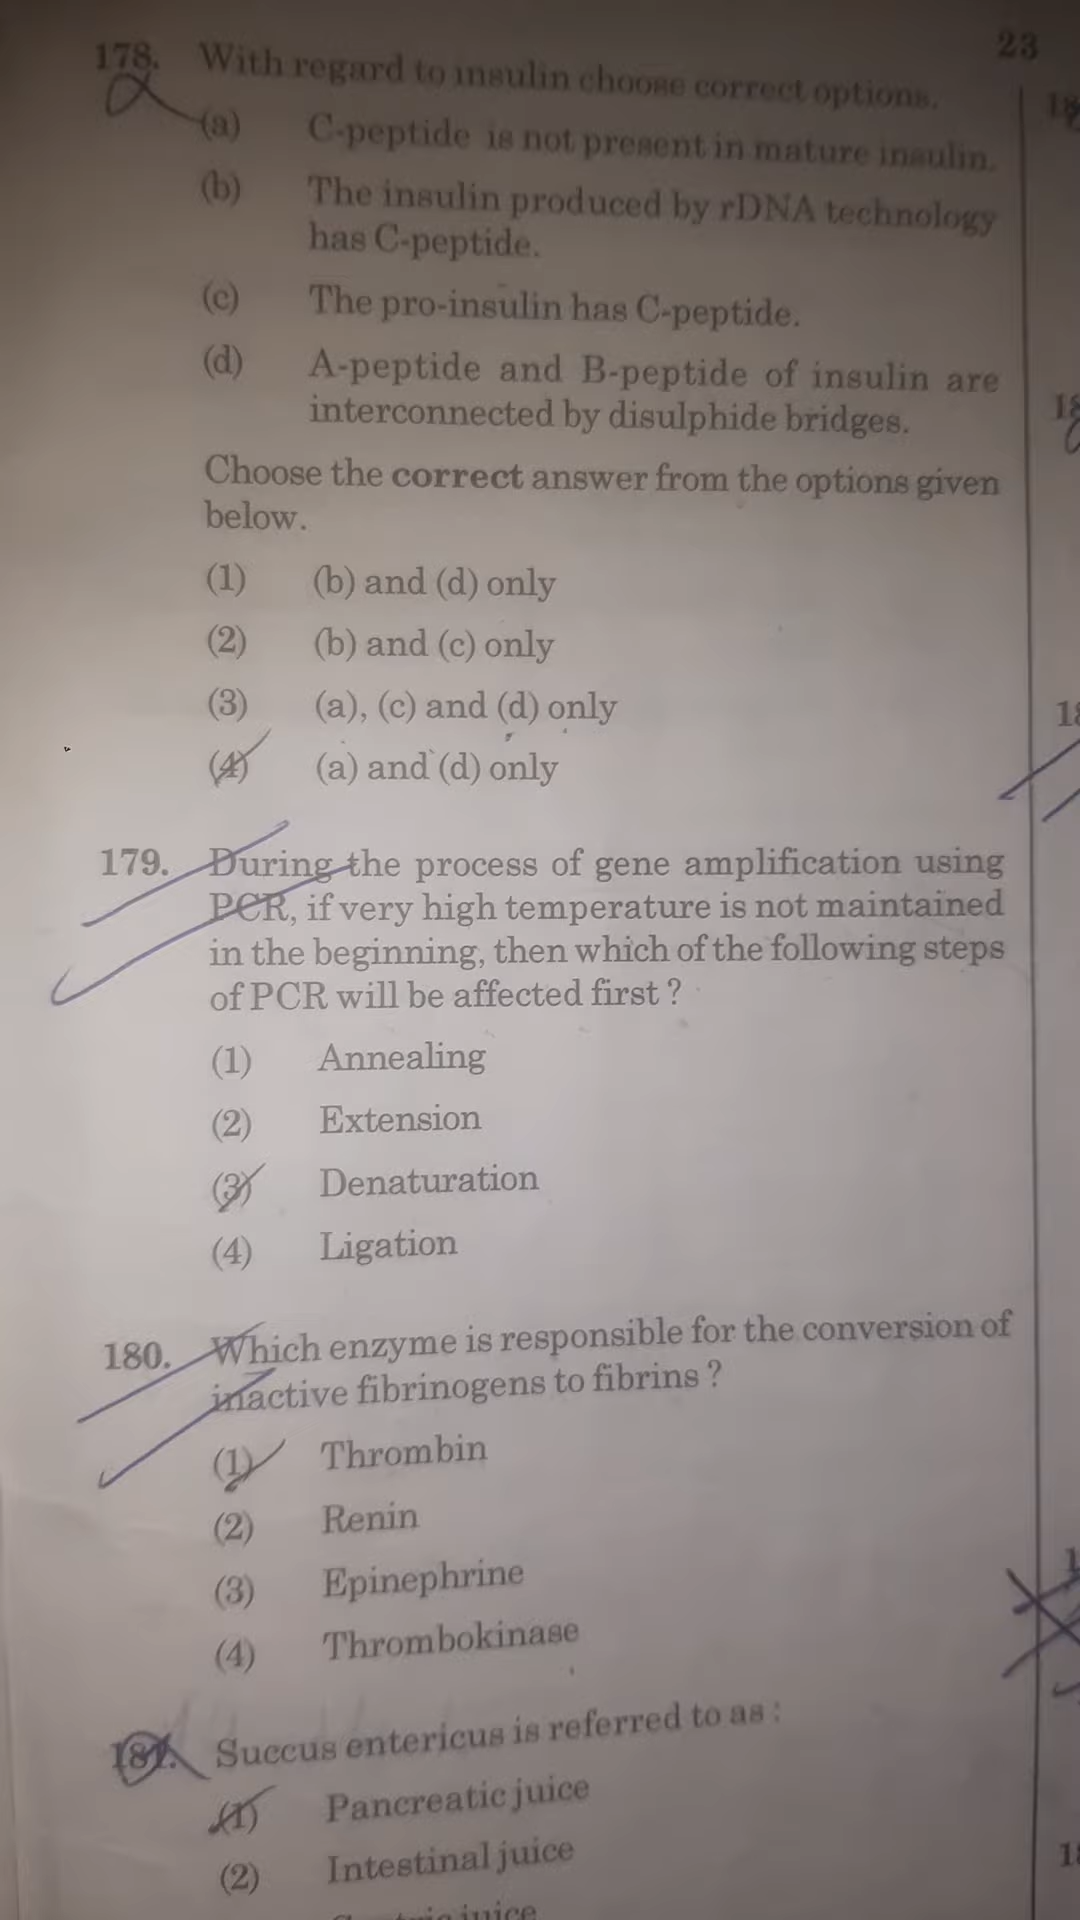 23
178. With regard to insulin choose correct options.
(a) C-peptide is not present in mature insulin.
(b) The insulin produced by rDNA technology
has C-peptide.
(c) The pro-insulin has C-peptide.
(d) A-peptide and B-peptide of insulin are
interconnected by disulphide bridges.
Choose the correct answer from the options given
below.
(1) (b) and (d) only
(2) (b) and (c) only
(3) (a), (c) and (d) only
(4) (a) and (d) only
179. During the process of gene amplification using
PCR, if very high temperature is not maintained
in the beginning, then which of the following steps
of PCR will be affected first ?
(1) Annealing
(2) Extension
(3) Denaturation
(4) Ligation
180. Which enzyme is responsible for the conversion of
inactive fibrinogens to fibrins ?
(1) Thrombin
(2) Renin
(3) Epinephrine
(4) Thrombokinase
181. Succus entericus is referred to as :
(1) Pancreatic juice
(2) Intestinal juice
juice